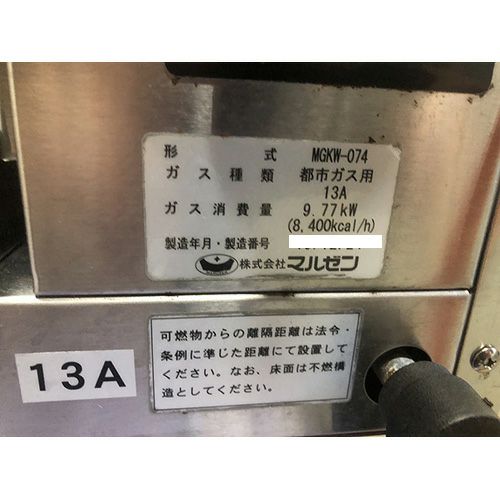 形式 MGKW-074
ガス種類 都市ガス用
13A
ガス消費量 9.77kW
(8,400kcal/h)
製造年月・製造番号
株式会社マルゼン
可燃物からの離隔距離は法令・
条例に準じた距離にて設置して
ください。なお、床面は不燃構
造としてください。
13A